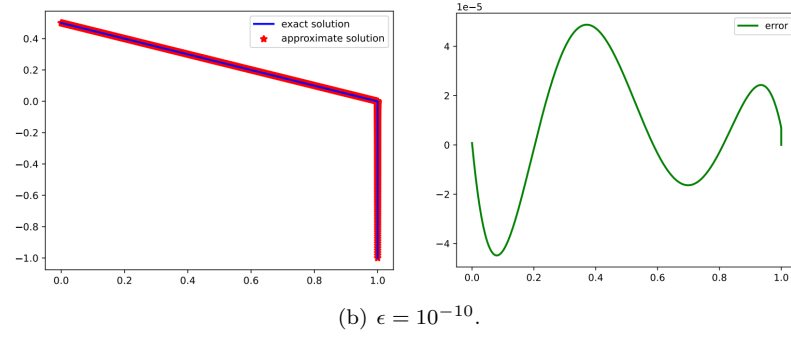 1e−5
exact solution
approximate solution
error
0.4
0.2
0.0
0.2
0.4
0.6
0.8
−1.0
0.0 0.2 0.4 0.6 0.8 1.0
4
2
0
−2
−4
0.0 0.2 0.4 0.6 0.8 1.0
(b) ϵ = 10⁻¹⁰.